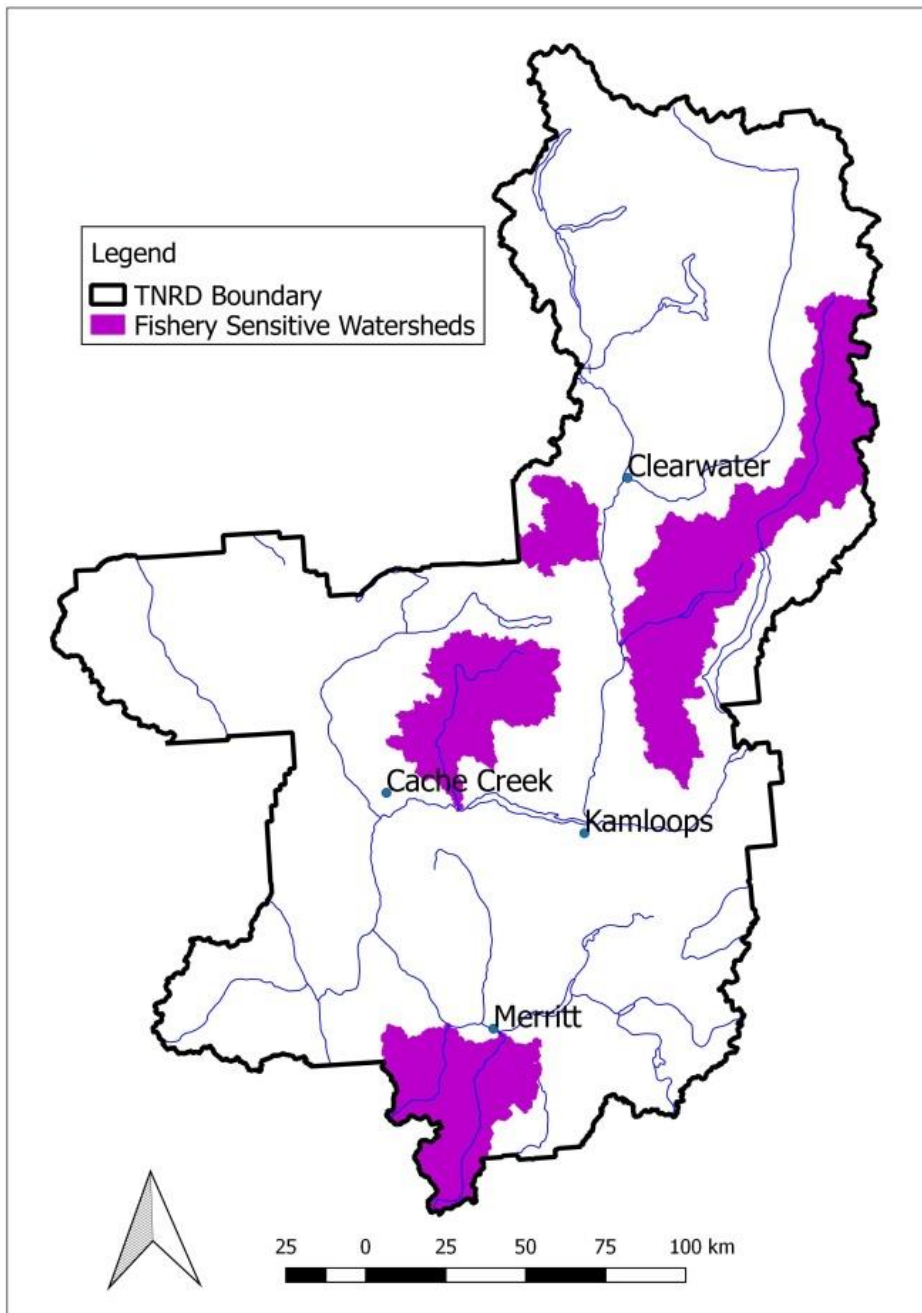 Legend
TNRD Boundary
Fishery Sensitive Watersheds
Clearwater
Cache Creek
Kamloops
Merritt
25 0 25 50 75 100 km